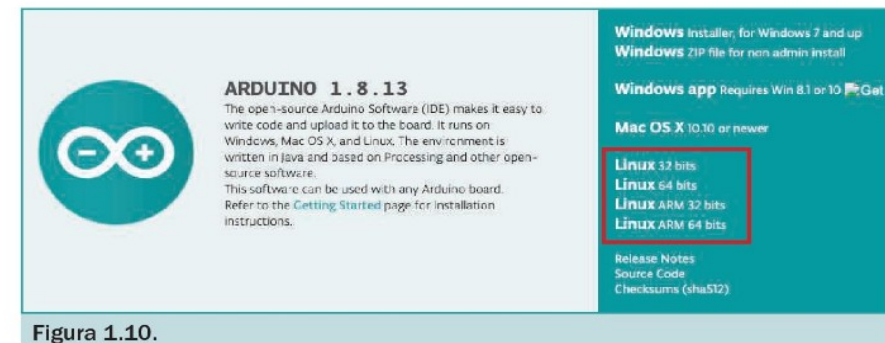 ARDUINO 1.8.13
The open-source Arduino Software (IDE) makes it easy to
write code and upload it to the board. It runs on
Windows, Mac OS X, and Linux. The environment is
written in Java and based on Processing and other open-
source software.
This software can be used with any Arduino board.
Refer to the Getting Started page for installation
instructions.
Windows Installer, for Windows 7 and up
Windows ZIP file for non admin install
Windows app Requires Win 8.1 or 10 Get
Mac OS X 10.10 or newer
Linux 32 bits
Linux 64 bits
Linux ARM 32 bits
Linux ARM 64 bits
Release Notes
Source Code
Checksums (sha512)
Figura 1.10.